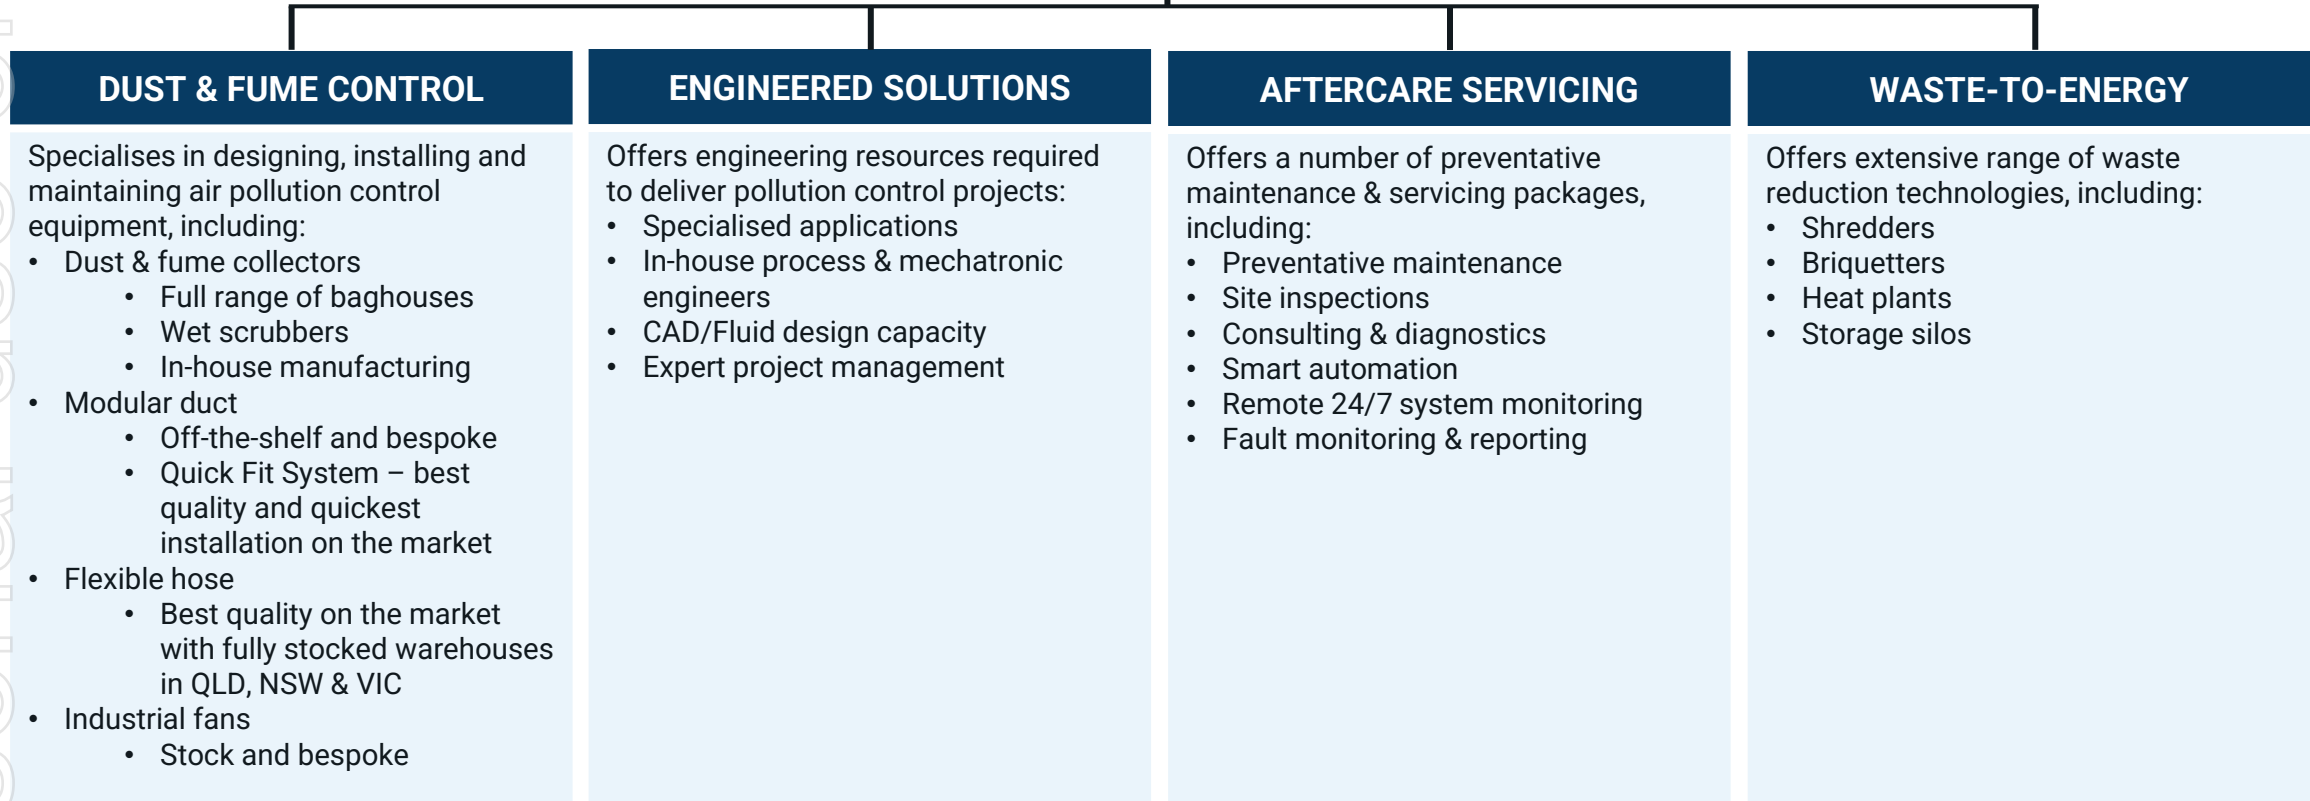 DUST & FUME CONTROL
Specialises in designing, installing and
maintaining air pollution control
equipment, including:
• Dust & fume collectors
• Full range of baghouses
• Wet scrubbers
• In-house manufacturing
• Modular duct
• Off-the-shelf and bespoke
• Quick Fit System – best
quality and quickest
installation on the market
• Flexible hose
• Best quality on the market
with fully stocked warehouses
in QLD, NSW & VIC
• Industrial fans
• Stock and bespoke
ENGINEERED SOLUTIONS
Offers engineering resources required
to deliver pollution control projects:
• Specialised applications
• In-house process & mechatronic
engineers
• CAD/Fluid design capacity
• Expert project management
AFTERCARE SERVICING
Offers a number of preventative
maintenance & servicing packages,
including:
• Preventative maintenance
• Site inspections
• Consulting & diagnostics
• Smart automation
• Remote 24/7 system monitoring
• Fault monitoring & reporting
WASTE-TO-ENERGY
Offers extensive range of waste
reduction technologies, including:
• Shredders
• Briquetters
• Heat plants
• Storage silos